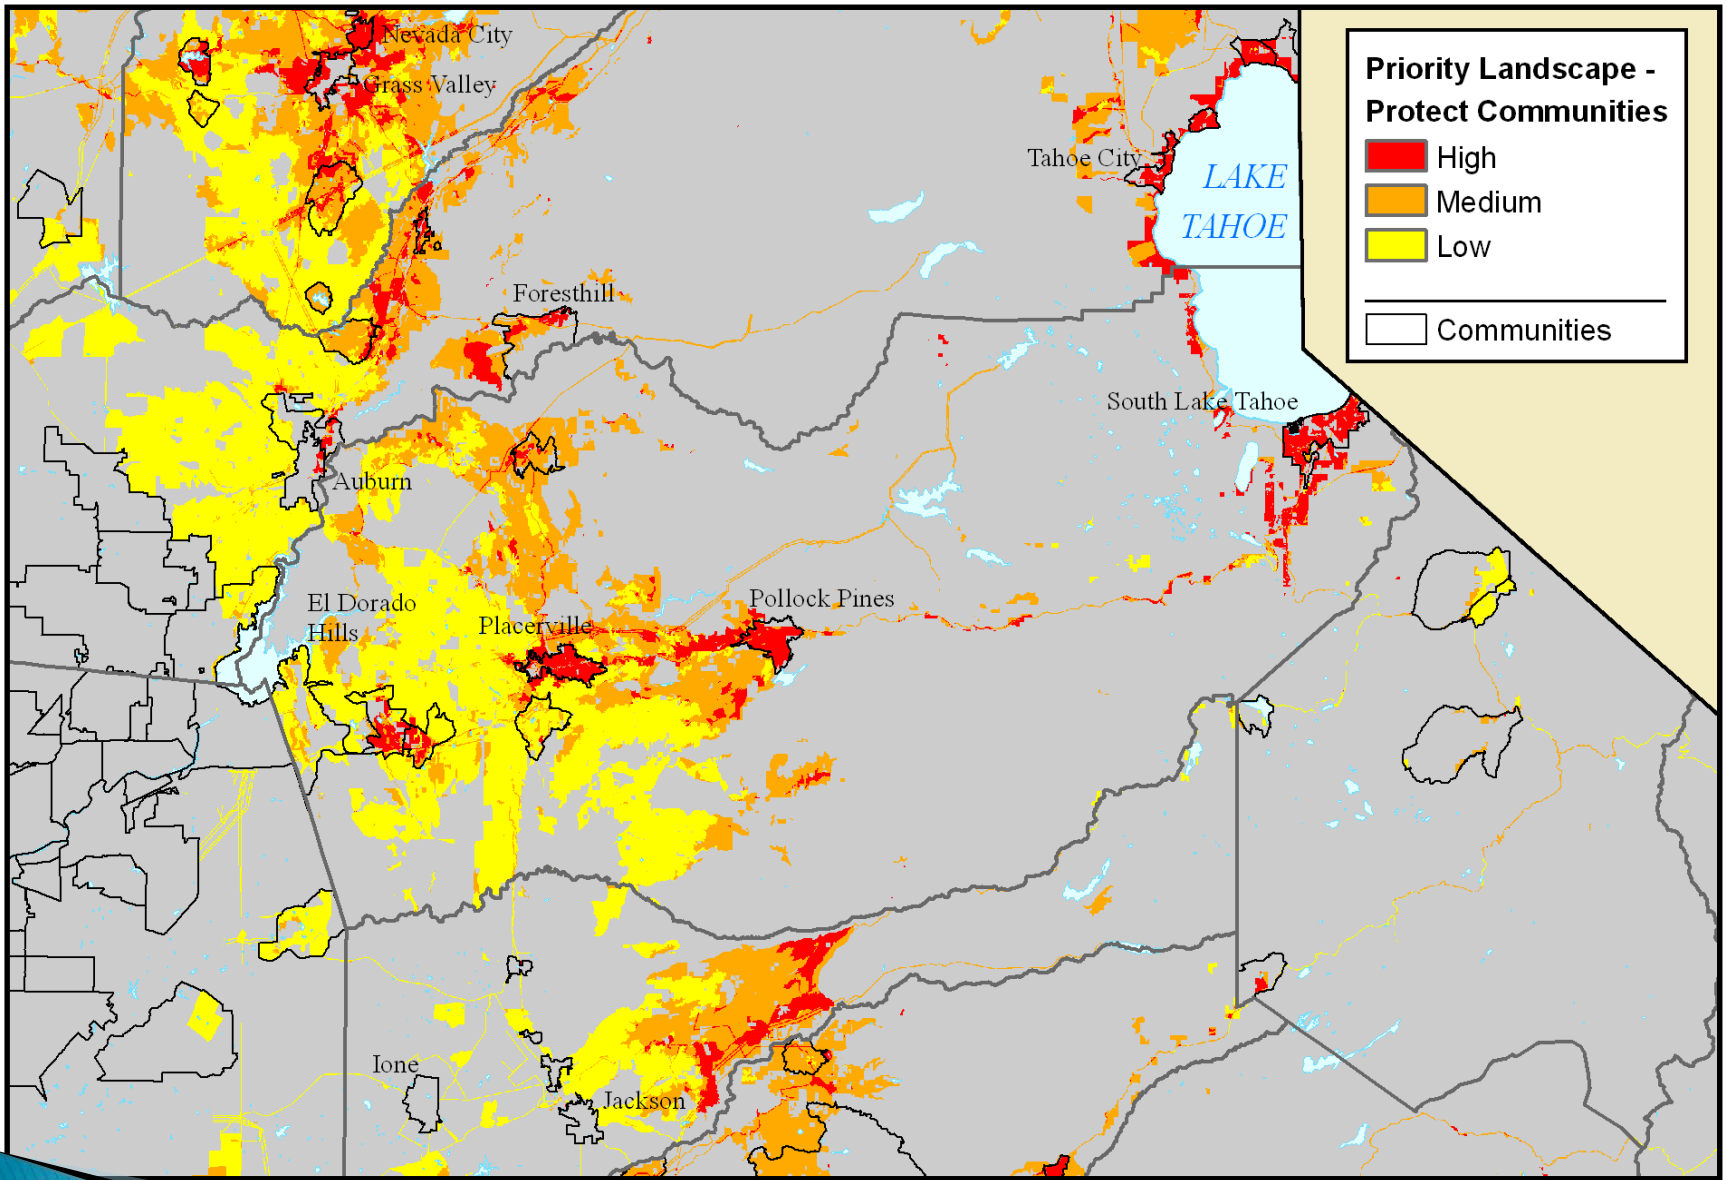 Nevada City
Grass Valley
Tahoe City
LAKE
TAHOE
Foresthill
South Lake Tahoe
Auburn
El Dorado
Hills
Placerville
Pollock Pines
Ione
Jackson
Priority Landscape -
Protect Communities
High
Medium
Low
Communities